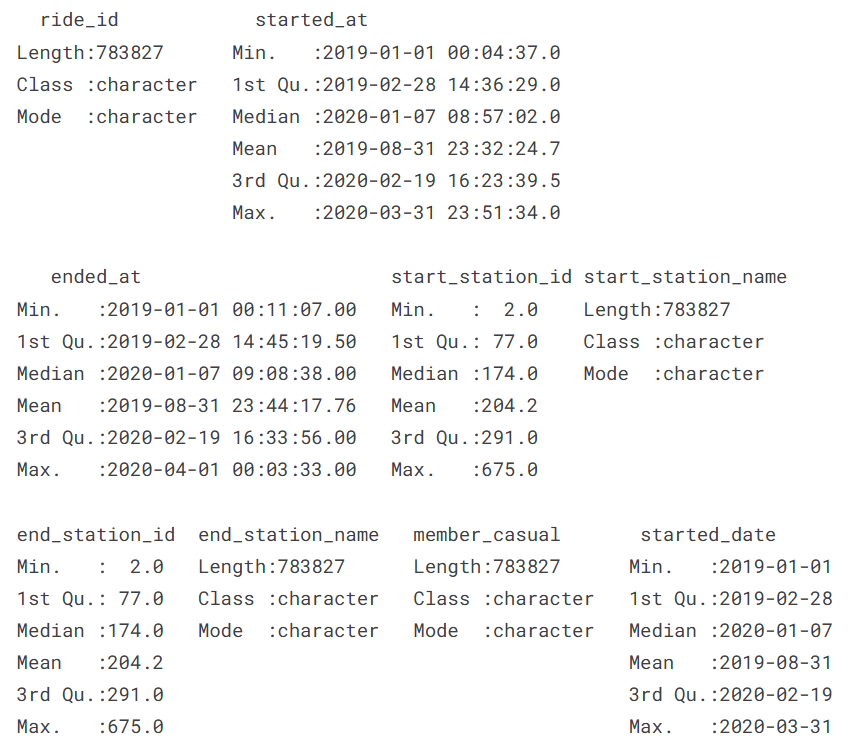 ride_id            started_at
Length:783827      Min.   :2019-01-01 00:04:37.0
Class :character   1st Qu.:2019-02-28 14:36:29.0
Mode  :character   Median :2020-01-07 08:57:02.0
                   Mean   :2019-08-31 23:32:24.7
                   3rd Qu.:2020-02-19 16:23:39.5
                   Max.   :2020-03-31 23:51:34.0

   ended_at                      start_station_id start_station_name
Min.   :2019-01-01 00:11:07.00   Min.   :  2.0    Length:783827
1st Qu.:2019-02-28 14:45:19.50   1st Qu.: 77.0    Class :character
Median :2020-01-07 09:08:38.00   Median :174.0    Mode  :character
Mean   :2019-08-31 23:44:17.76   Mean   :204.2
3rd Qu.:2020-02-19 16:33:56.00   3rd Qu.:291.0
Max.   :2020-04-01 00:03:33.00   Max.   :675.0

end_station_id  end_station_name   member_casual       started_date
Min.   :  2.0   Length:783827      Length:783827      Min.   :2019-01-01
1st Qu.: 77.0   Class :character   Class :character   1st Qu.:2019-02-28
Median :174.0   Mode  :character   Mode  :character   Median :2020-01-07
Mean   :204.2                                         Mean   :2019-08-31
3rd Qu.:291.0                                         3rd Qu.:2020-02-19
Max.   :675.0                                         Max.   :2020-03-31